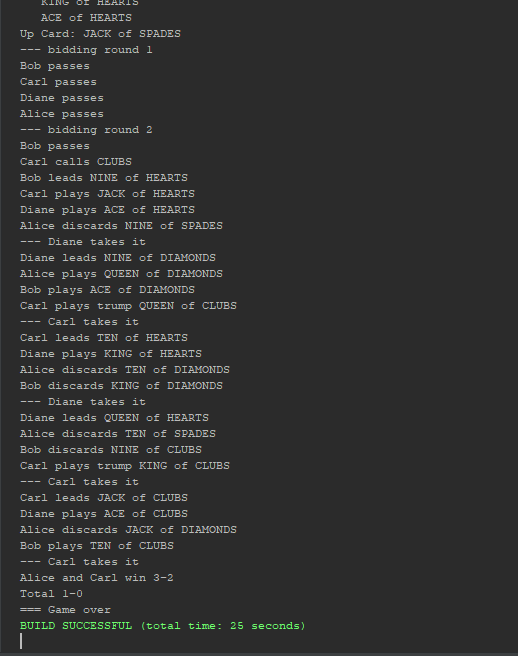 KING of HEARTS
ACE of HEARTS
Up Card: JACK of SPADES
--- bidding round 1
Bob passes
Carl passes
Diane passes
Alice passes
--- bidding round 2
Bob passes
Carl calls CLUBS
Bob leads NINE of HEARTS
Carl plays JACK of HEARTS
Diane plays ACE of HEARTS
Alice discards NINE of SPADES
--- Diane takes it
Diane leads NINE of DIAMONDS
Alice plays QUEEN of DIAMONDS
Bob plays ACE of DIAMONDS
Carl plays trump QUEEN of CLUBS
--- Carl takes it
Carl leads TEN of HEARTS
Diane plays KING of HEARTS
Alice discards TEN of DIAMONDS
Bob discards KING of DIAMONDS
--- Diane takes it
Diane leads QUEEN of HEARTS
Alice discards TEN of SPADES
Bob discards NINE of CLUBS
Carl plays trump KING of CLUBS
--- Carl takes it
Carl leads JACK of CLUBS
Diane plays ACE of CLUBS
Alice discards JACK of DIAMONDS
Bob plays TEN of CLUBS
--- Carl takes it
Alice and Carl win 3-2
Total 1-0
=== Game over
BUILD SUCCESSFUL (total time: 25 seconds)